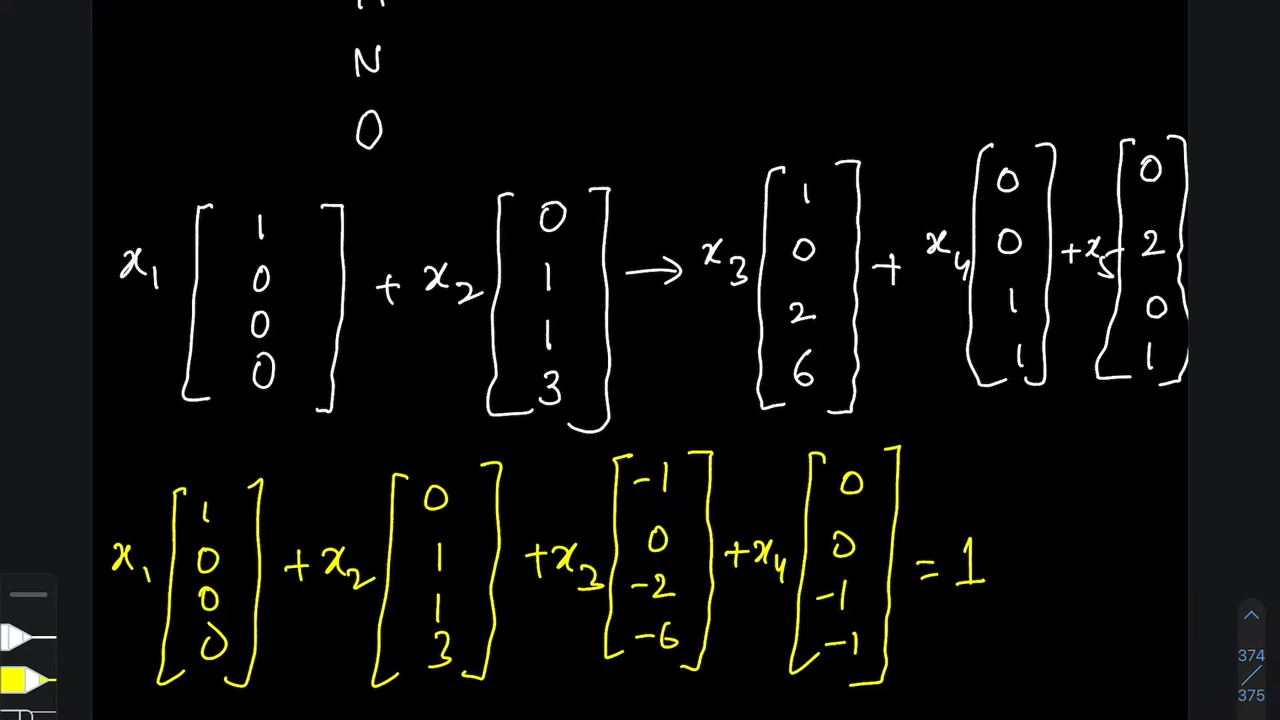 N
O
x₁ [1 0 0 0] + x₂ [0 1 1 3] → x₃ [1 0 2 6] + x₄ [0 0 1 1] + x₅ [0 2 0 1]
x₁ [1 0 0 0] + x₂ [0 1 1 3] + x₃ [-1 0 -2 -6] + x₄ [0 0 -1 -1] = 1
374
375